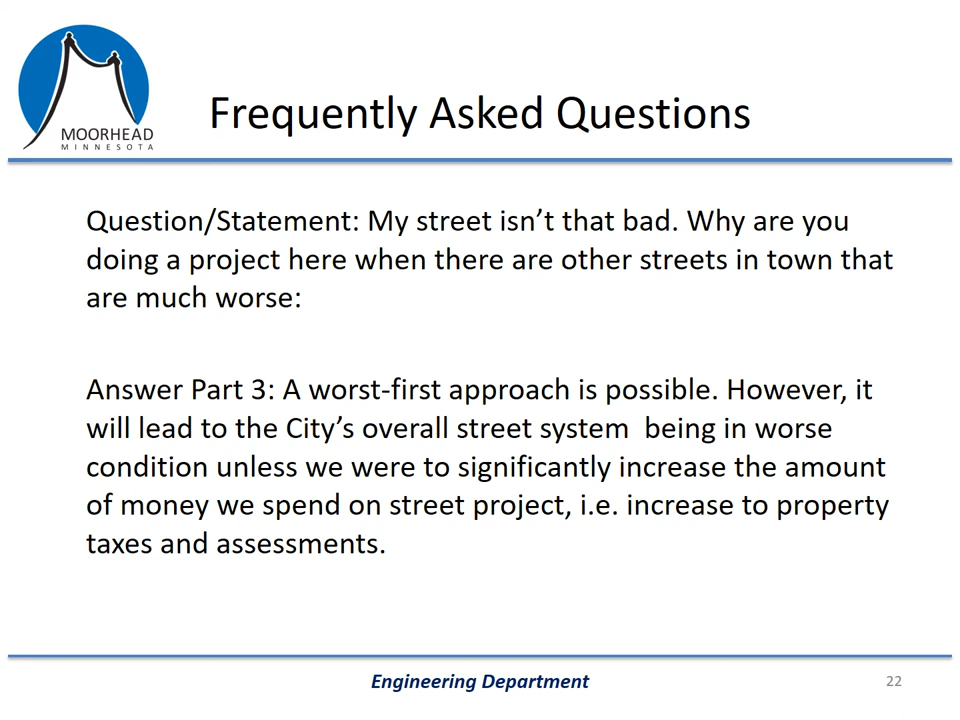 MOORHEAD
MINNESOTA
Frequently Asked Questions
Question/Statement: My street isn’t that bad. Why are you
doing a project here when there are other streets in town that
are much worse:
Answer Part 3: A worst-first approach is possible. However, it
will lead to the City’s overall street system  being in worse
condition unless we were to significantly increase the amount
of money we spend on street project, i.e. increase to property
taxes and assessments.
Engineering Department
22